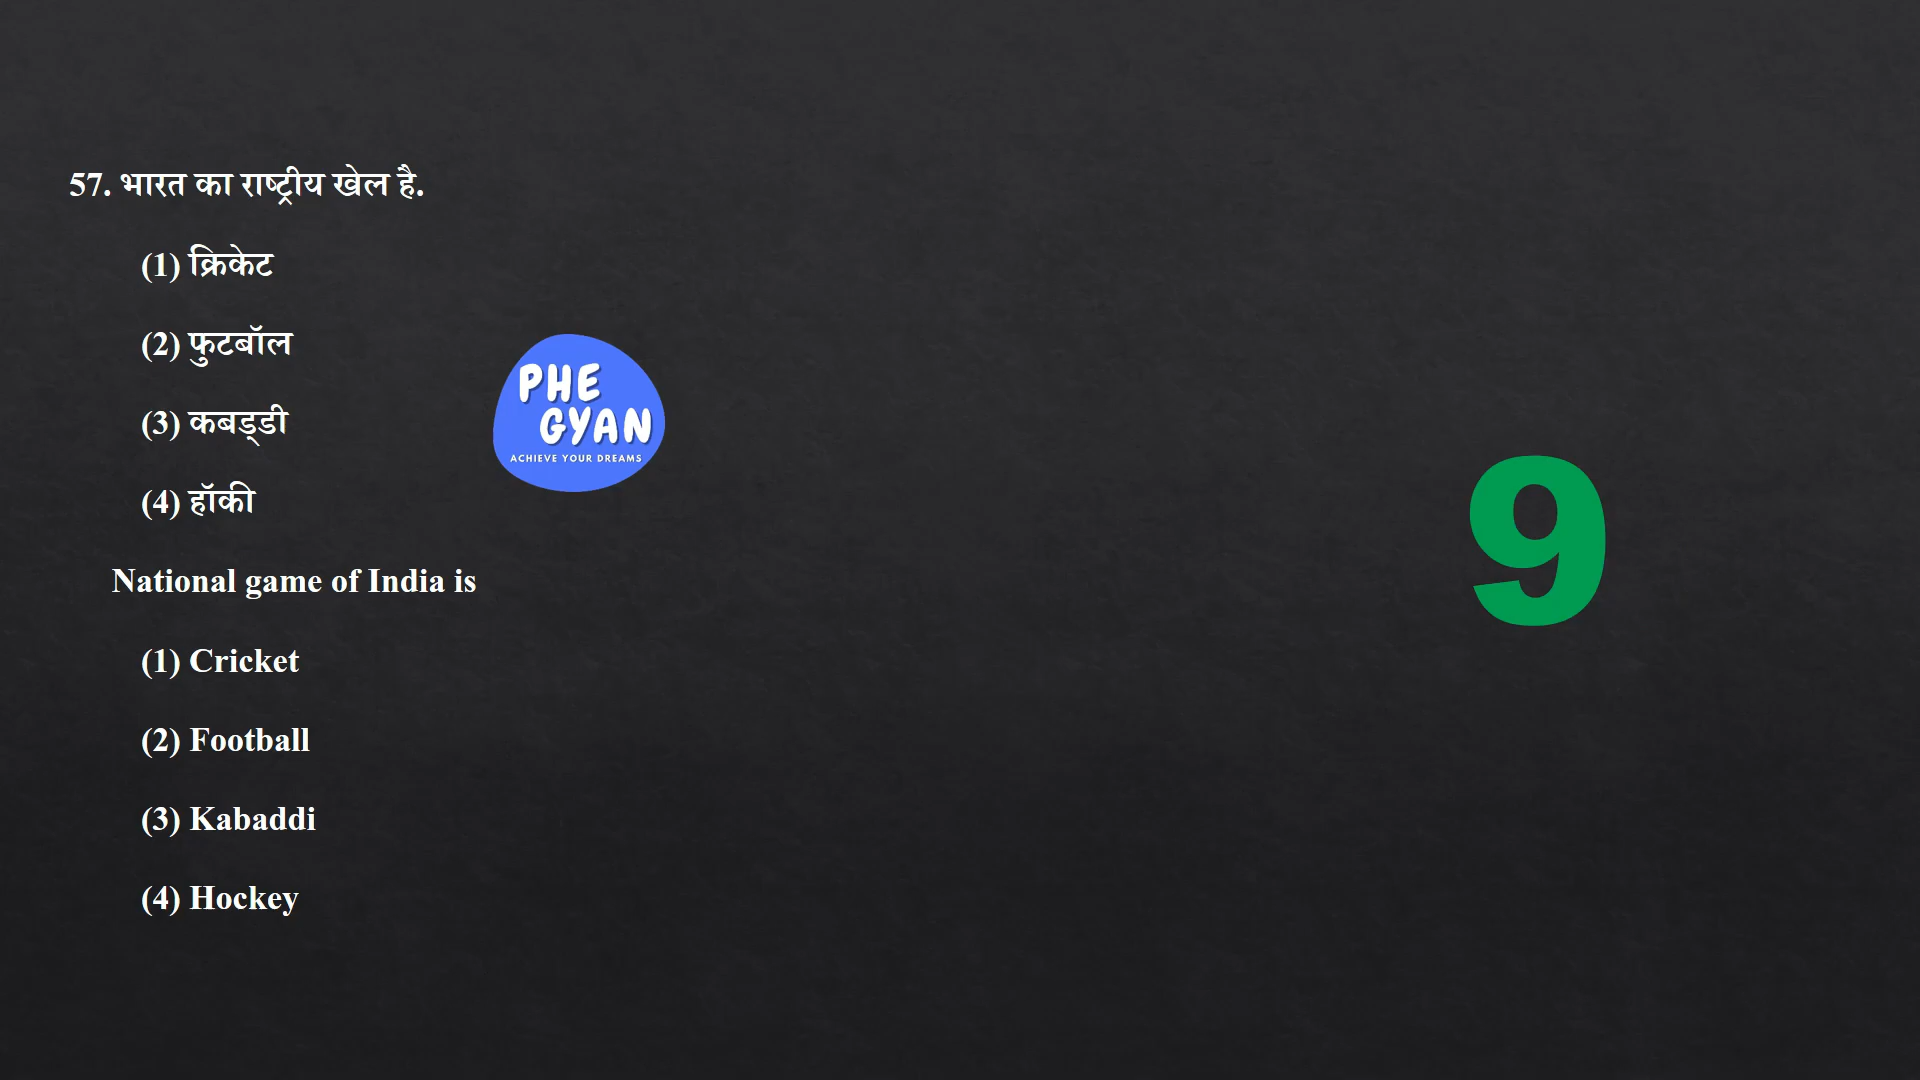 57. भारत का राष्ट्रीय खेल है.
(1) क्रिकेट
(2) फुटबॉल
(3) कबड्डी
(4) हॉकी
National game of India is
(1) Cricket
(2) Football
(3) Kabaddi
(4) Hockey
PHE
GYAN
ACHIEVE YOUR DREAMS
9